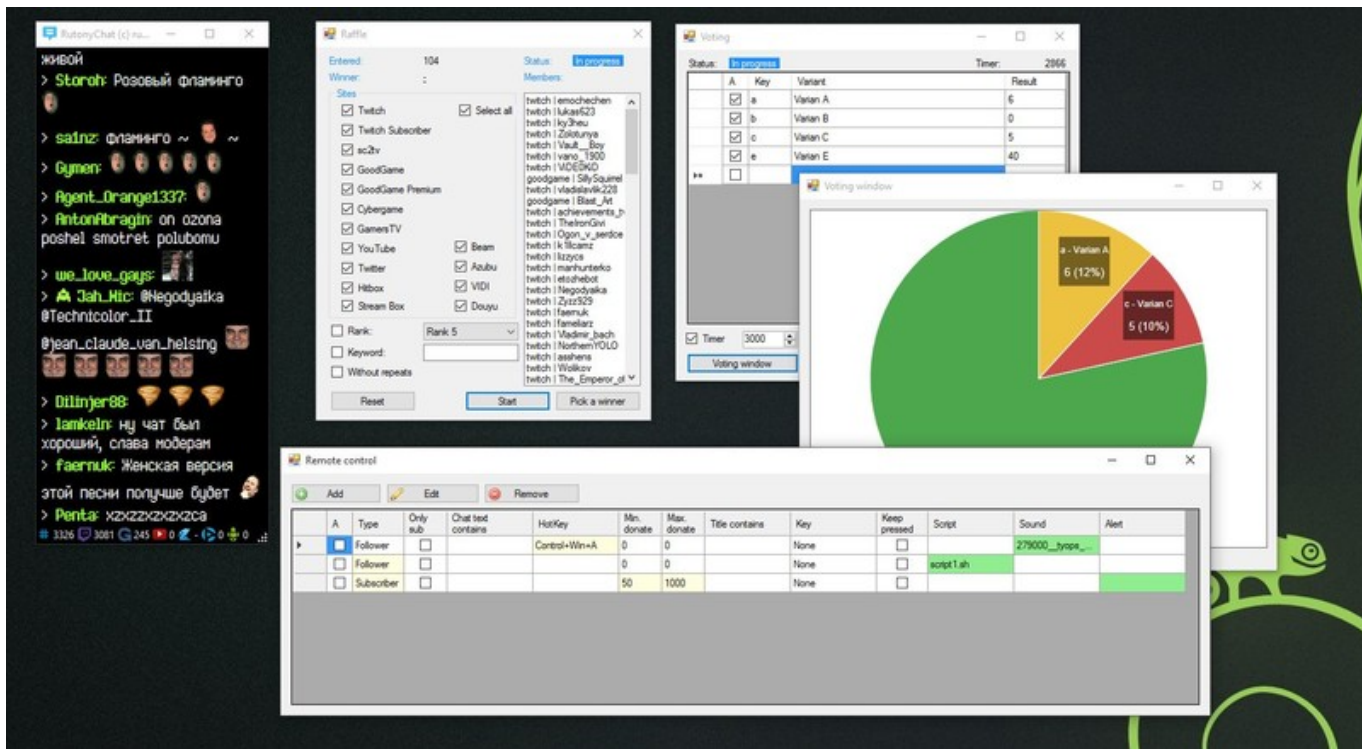 RutonyChat (c) ru...
живой
> Storoh: Розовый фламинго
> sa1nz: фламинго ~ ~
> Gymen:
> Agent_Orange1337:
> AntonAbragin: on ozona
poshel smotret polubomu
> we_love_gays:
> Jah_Mic: @Negodyaika
@Technicolor_II
@jean_claude_van_helsing
> Dilinjer88:
> lamkeln: ну чат был
хороший, слава модерам
> faernuk: Женская версия
этой песни получше будет
> Penta: xzxzzxzxzxzca
# 3326 3081 245 0 - 0 0
Raffle
Entered: 104 Status: In progress
Winner: : Members:
Sites
Twitch Select all
Twitch Subscriber
sc2tv
GoodGame
GoodGame Premium
Cybergame
GamersTV
YouTube Beam
Twitter Azubu
Hitbox VIDI
Stream Box Douyu
Rank: Rank 5
Keyword:
Without repeats
Reset Start Pick a winner
twitch | emochechen
twitch | lukas623
twitch | ky3heu
twitch | Zolotunya
twitch | Vault__Boy
twitch | vano_1900
twitch | VIDEOKO
goodgame | SillySquirrel
twitch | vladislavlik228
goodgame | Blast_Art
twitch | achievements_tv
twitch | TheIronGivi
twitch | Ogon_v_serdce
twitch | k1llcamz
twitch | lizzyca
twitch | manhunterko
twitch | etozhebot
twitch | Negodyaika
twitch | Zyzz929
twitch | faernuk
twitch | fameliarz
twitch | Vladimir_bach
twitch | NorthernYOLO
twitch | asshens
twitch | Wolikov
twitch | The_Emperor_of
Voting
Status: In progress Timer: 2866
A. Key Variant Result
a Varian A 6
b Varian B 0
c Varian C 5
e Varian E 40
Timer 3000
Voting window
Voting window
a - Varian A
6 (12%)
c - Varian C
5 (10%)
Remote control
Add Edit Remove
A Type Only sub Chat text contains HotKey Min. donate Max. donate Title contains Key Keep pressed Script Sound Alert
Follower Control+Win+A 0 0 None 279000__tyops_...
Follower 0 0 None script1.sh
Subscriber 50 1000 None